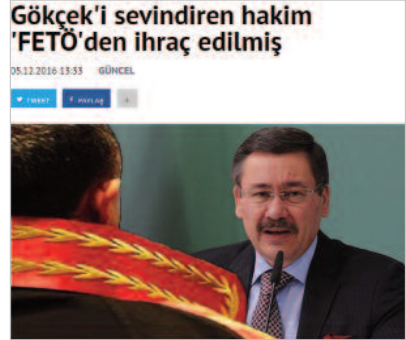 Gökçek'i sevindiren hakim
'FETÖ'den ihraç edilmiş
05.12.2016 13:33 GÜNCEL
TWEET PAYLAŞ +